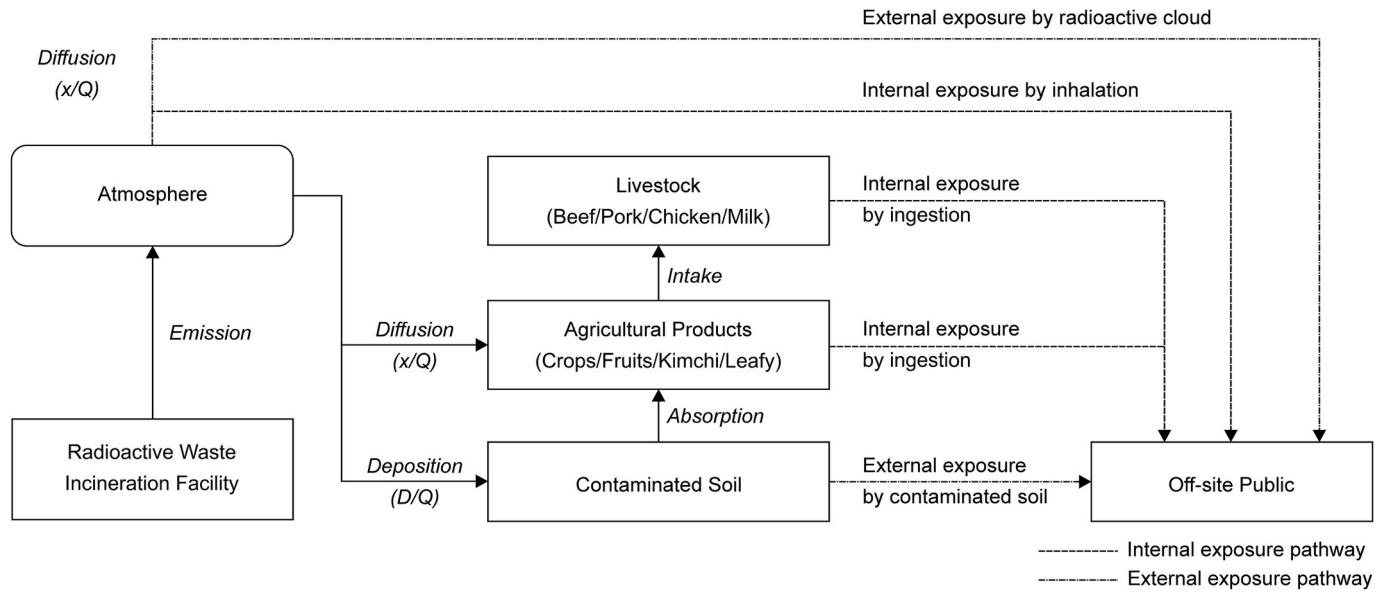 External exposure by radioactive cloud
Diffusion
(x/Q)
Internal exposure by inhalation
Atmosphere
Livestock
(Beef/Pork/Chicken/Milk)
Internal exposure
by ingestion
Intake
Emission
Diffusion
(x/Q)
Agricultural Products
(Crops/Fruits/Kimchi/Leafy)
Internal exposure
by ingestion
Absorption
Radioactive Waste
Incineration Facility
Deposition
(D/Q)
Contaminated Soil
External exposure
by contaminated soil
Off-site Public
Internal exposure pathway
External exposure pathway